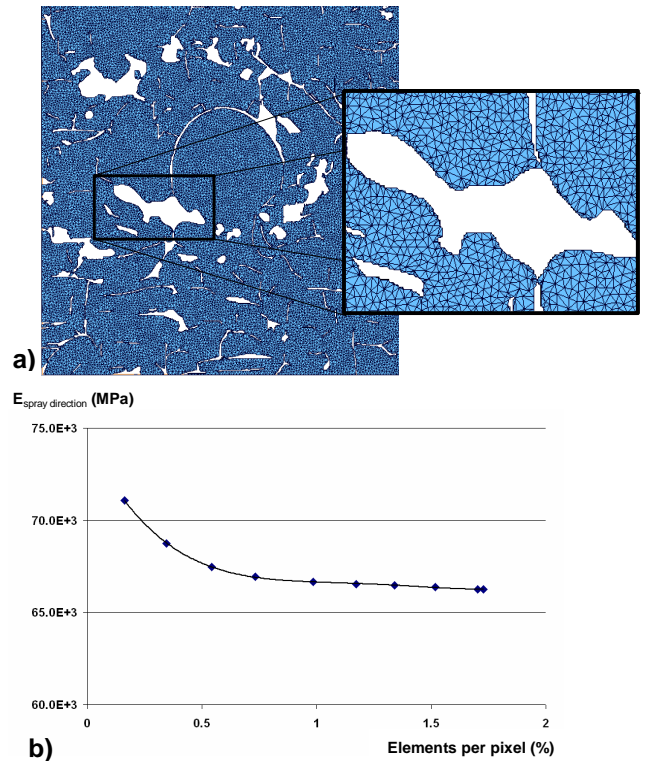 a)
E spray direction (MPa)
75.0E+3
70.0E+3
65.0E+3
60.0E+3
0 0.5 1 1.5 2
b) Elements per pixel (%)